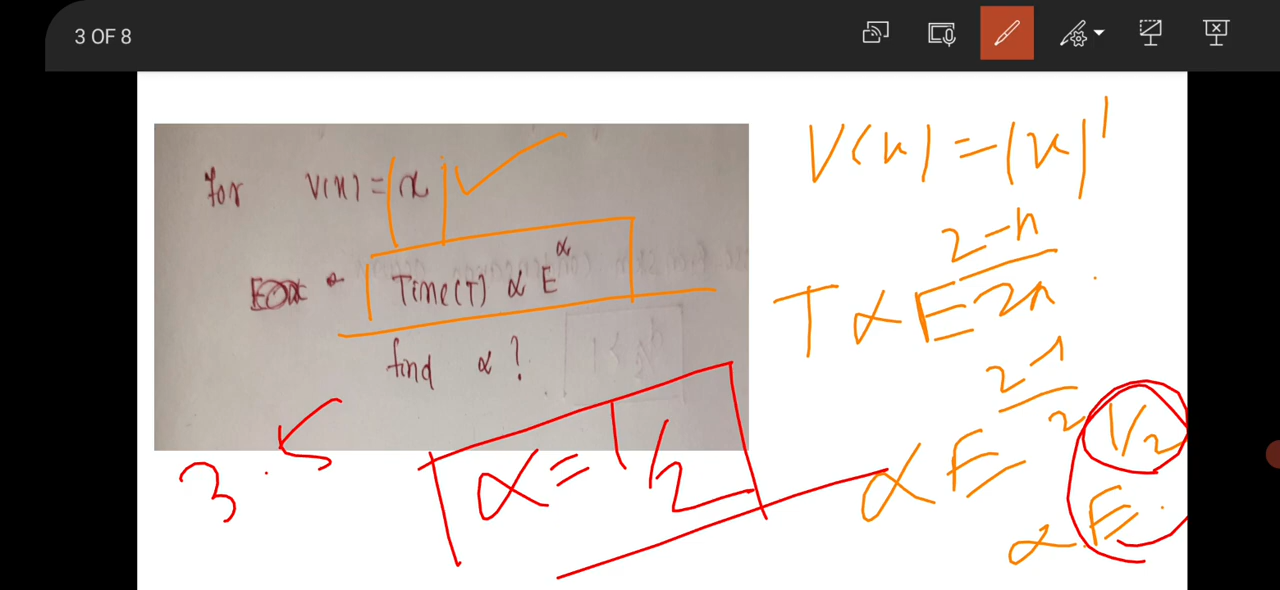 3 OF 8
for V(x) = |x|
Time(T) ∝ E^α
find α ?
3.
α = 1/2
V(x) = |x|^1
T ∝ E^(2-n)/(2n)
∝ E^(2-1)/2
∝ E^1/2